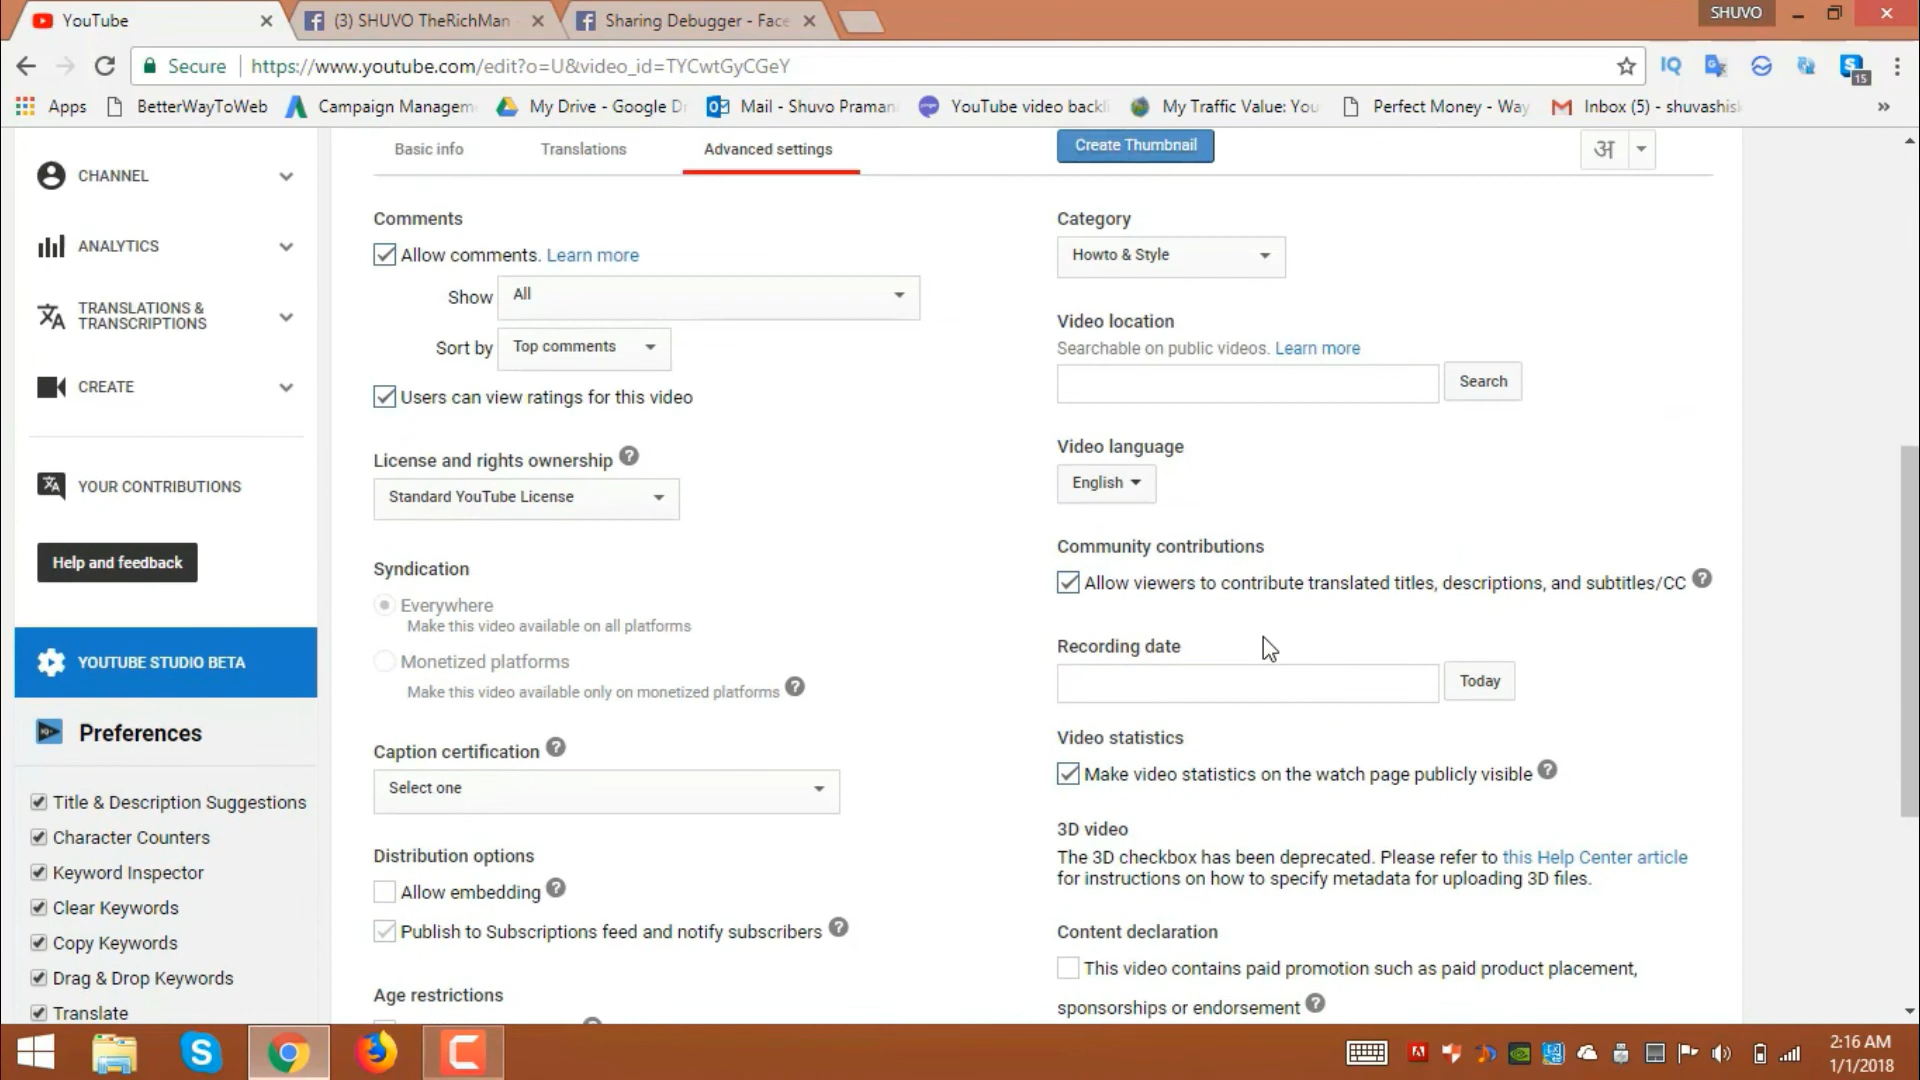 YouTube
(3) SHUVO TheRichMan
Sharing Debugger - Face
SHUVO
Secure
https://www.youtube.com/edit?o=U&video_id=TYCwtGyCGeY
IQ
15
Apps
BetterWayToWeb
Campaign Managem
My Drive - Google D
Mail - Shuvo Praman
YouTube video backl
My Traffic Value: You
Perfect Money - Way
Inbox (5) - shuvashis
»
CHANNEL
ANALYTICS
TRANSLATIONS &
TRANSCRIPTIONS
CREATE
YOUR CONTRIBUTIONS
Help and feedback
YOUTUBE STUDIO BETA
Preferences
Title & Description Suggestions
Character Counters
Keyword Inspector
Clear Keywords
Copy Keywords
Drag & Drop Keywords
Translate
Basic info
Translations
Advanced settings
Create Thumbnail
अ
Comments
Allow comments. Learn more
Show All
Sort by Top comments
Users can view ratings for this video
License and rights ownership ?
Standard YouTube License
Syndication
Everywhere
Make this video available on all platforms
Monetized platforms
Make this video available only on monetized platforms ?
Caption certification ?
Select one
Distribution options
Allow embedding ?
Publish to Subscriptions feed and notify subscribers ?
Age restrictions
Category
Howto & Style
Video location
Searchable on public videos. Learn more
Search
Video language
English
Community contributions
Allow viewers to contribute translated titles, descriptions, and subtitles/CC ?
Recording date
Today
Video statistics
Make video statistics on the watch page publicly visible ?
3D video
The 3D checkbox has been deprecated. Please refer to this Help Center article
for instructions on how to specify metadata for uploading 3D files.
Content declaration
This video contains paid promotion such as paid product placement,
sponsorships or endorsement ?
2:16 AM
1/1/2018